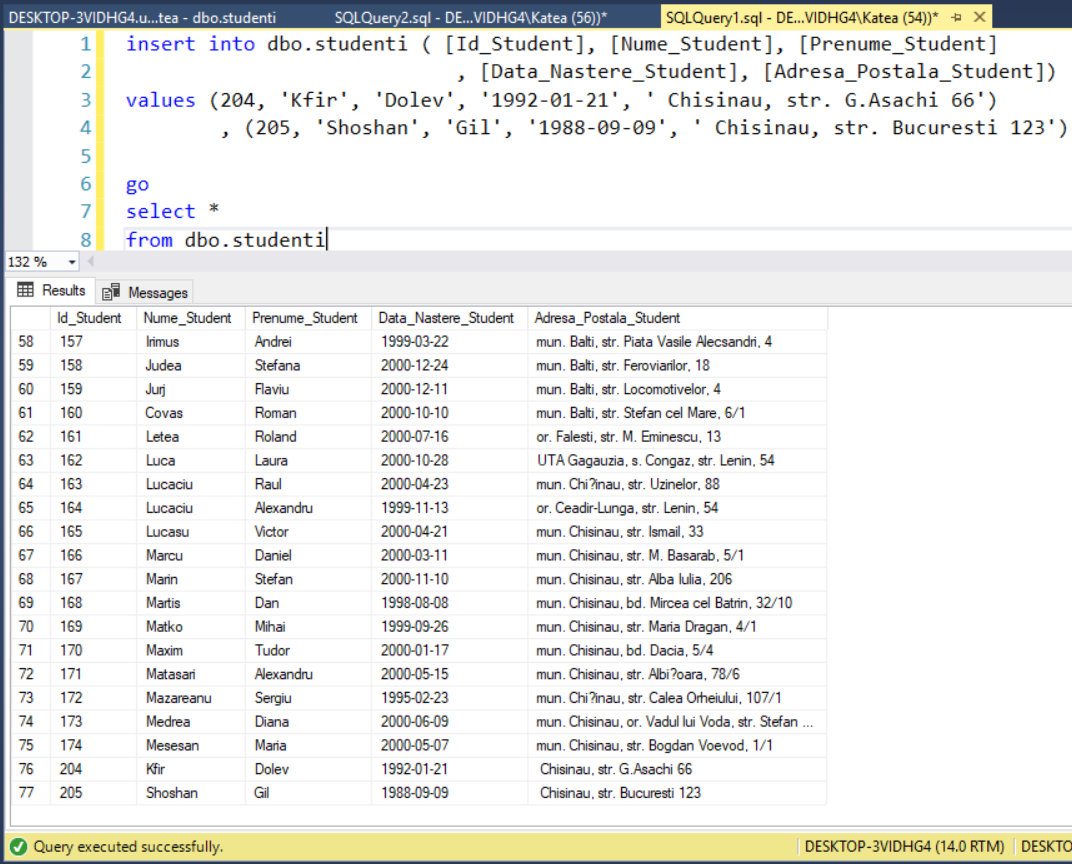 DESKTOP-3VIDHG4.u...tea - dbo.studenti SQLQuery2.sql - DE...VIDHG4\Katea (56))* SQLQuery1.sql - DE...VIDHG4\Katea (54))*
1 insert into dbo.studenti ( [Id_Student], [Nume_Student], [Prenume_Student]
2 , [Data_Nastere_Student], [Adresa_Postala_Student])
3 values (204, 'Kfir', 'Dolev', '1992-01-21', ' Chisinau, str. G.Asachi 66')
4 , (205, 'Shoshan', 'Gil', '1988-09-09', ' Chisinau, str. Bucuresti 123')
5
6 go
7 select *
8 from dbo.studenti
132 %
Results Messages
Id_Student Nume_Student Prenume_Student Data_Nastere_Student Adresa_Postala_Student
58 157 Irimus Andrei 1999-03-22 mun. Balti, str. Piata Vasile Alecsandri, 4
59 158 Judea Stefana 2000-12-24 mun. Balti, str. Feroviarilor, 18
60 159 Jurj Flaviu 2000-12-11 mun. Balti, str. Locomotivelor, 4
61 160 Covas Roman 2000-10-10 mun. Balti, str. Stefan cel Mare, 6/1
62 161 Letea Roland 2000-07-16 or. Falesti, str. M. Eminescu, 13
63 162 Luca Laura 2000-10-28 UTA Gagauzia, s. Congaz, str. Lenin, 54
64 163 Lucaciu Raul 2000-04-23 mun. Chi?inau, str. Uzinelor, 88
65 164 Lucaciu Alexandru 1999-11-13 or. Ceadir-Lunga, str. Lenin, 54
66 165 Lucasu Victor 2000-04-21 mun. Chisinau, str. Ismail, 33
67 166 Marcu Daniel 2000-03-11 mun. Chisinau, str. M. Basarab, 5/1
68 167 Marin Stefan 2000-11-10 mun. Chisinau, str. Alba Iulia, 206
69 168 Martis Dan 1998-08-08 mun. Chisinau, bd. Mircea cel Batrin, 32/10
70 169 Matko Mihai 1999-09-26 mun. Chisinau, str. Maria Dragan, 4/1
71 170 Maxim Tudor 2000-01-17 mun. Chisinau, bd. Dacia, 5/4
72 171 Matasari Alexandru 2000-05-15 mun. Chisinau, str. Albi?oara, 78/6
73 172 Mazareanu Sergiu 1995-02-23 mun. Chi?inau, str. Calea Orheiului, 107/1
74 173 Medrea Diana 2000-06-09 mun. Chisinau, or. Vadul lui Voda, str. Stefan ...
75 174 Mesesan Maria 2000-05-07 mun. Chisinau, str. Bogdan Voevod, 1/1
76 204 Kfir Dolev 1992-01-21 Chisinau, str. G.Asachi 66
77 205 Shoshan Gil 1988-09-09 Chisinau, str. Bucuresti 123
Query executed successfully. DESKTOP-3VIDHG4 (14.0 RTM) DESKTO